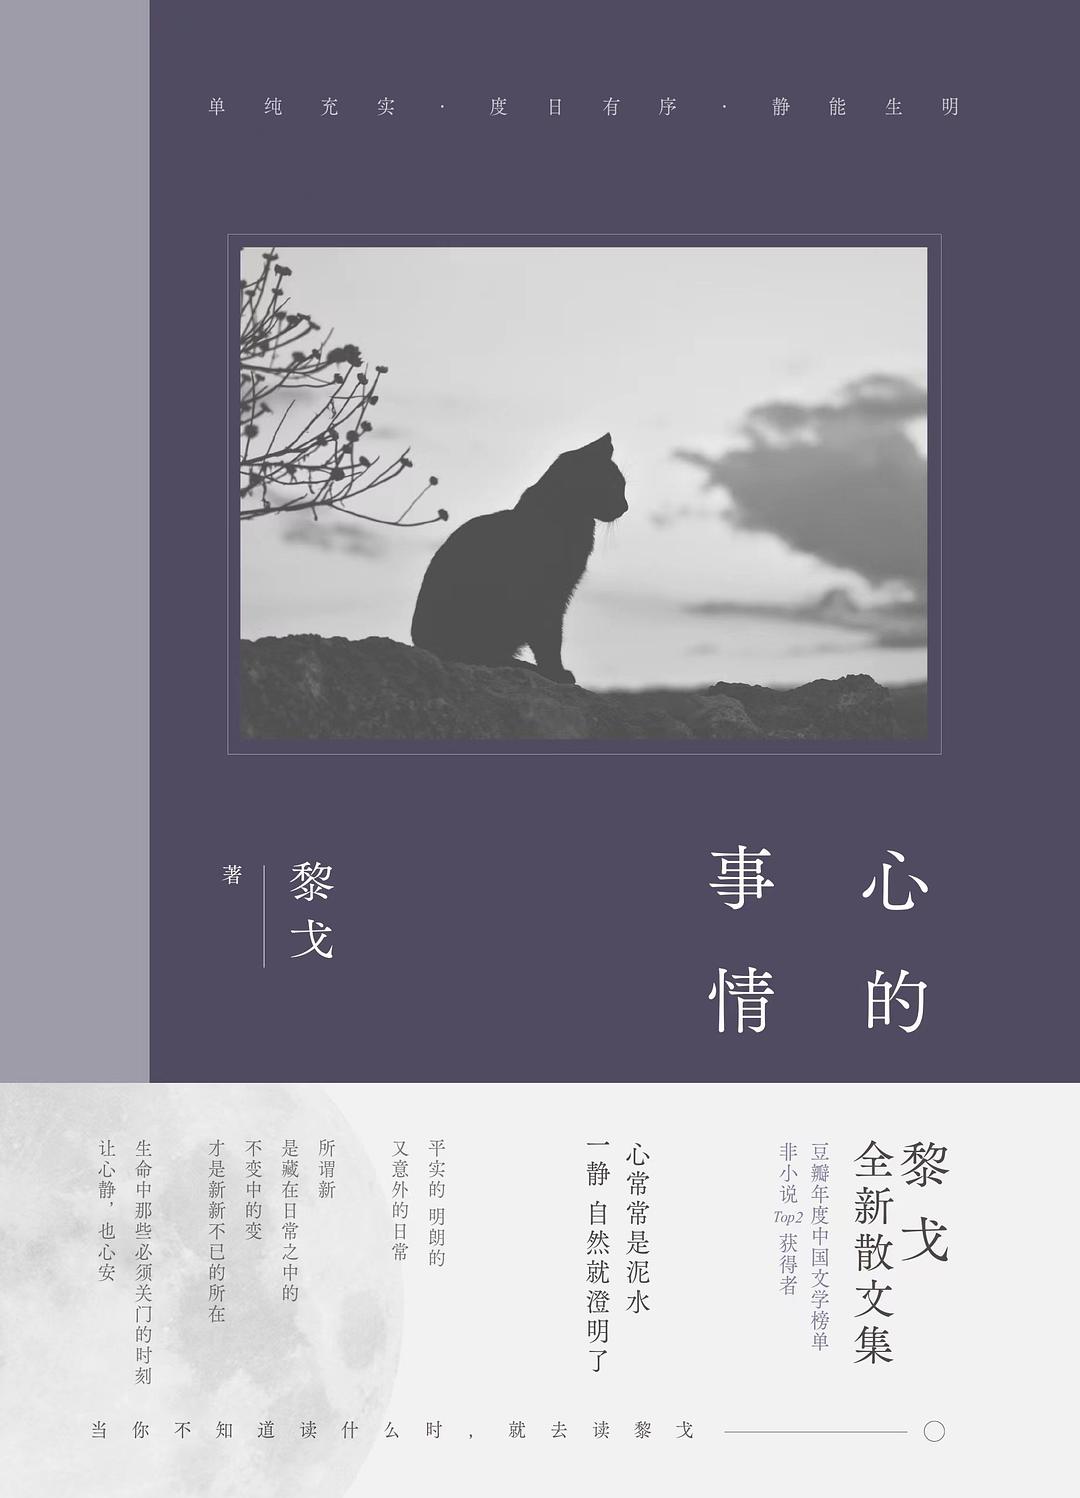 单纯充实·度日有序·静能生明
心的
事情
黎戈
著
黎戈
全新散文集
豆瓣年度中国文学榜单
非小说Top2获得者
心常常是泥水
一静 自然就澄明了
平实的 明朗的
又意外的日常
所谓新
是藏在日常之中的
不变中的变
才是新新不已的所在
生命中那些必须关门的时刻
让心静，也心安
当你不知道读什么时，就去读黎戈